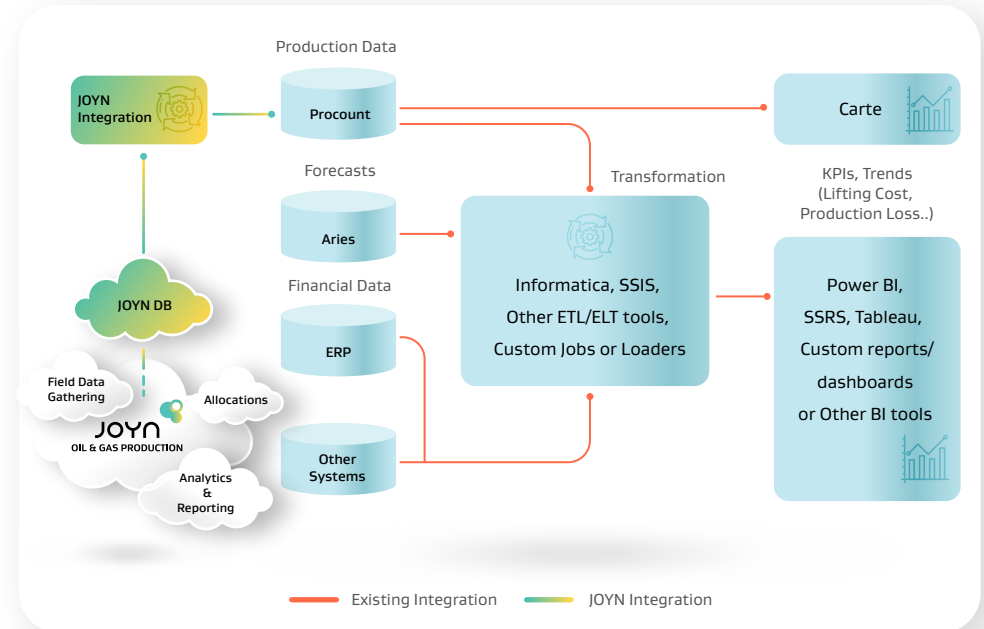 Production Data
JOYN
Integration
Procount
Carte
Forecasts
Transformation
KPIs, Trends
(Lifting Cost,
Production Loss..)
Aries
Informatica, SSIS,
Other ETL/ELT tools,
Custom Jobs or Loaders
Power BI,
SSRS, Tableau,
Custom reports/
dashboards
or Other BI tools
Financial Data
JOYN DB
ERP
Field Data
Gathering
Allocations
JOYN
OIL & GAS PRODUCTION
Other
Systems
Analytics
&
Reporting
Existing Integration
JOYN Integration